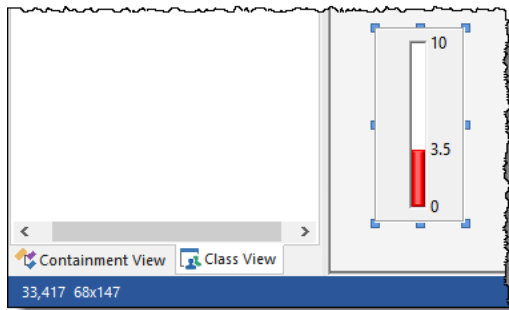 10
3.5
0
Containment View
Class View
33,417 68x147